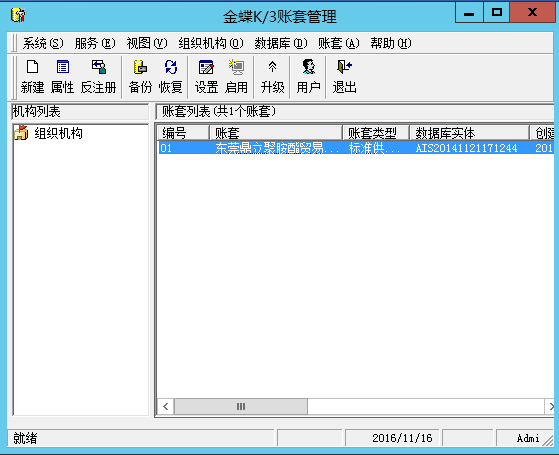 金蝶K/3账套管理
系统(S) 服务(E) 视图(V) 组织机构(O) 数据库(D) 账套(A) 帮助(H)
新建 属性 反注册 备份 恢复 设置 启用 升级 用户 退出
机构列表 账套列表(共1个账套)
组织机构
编号 账套 账套类型 数据库实体 创建
01 东莞鼎立聚胺酯贸易... 标准供... AIS20141121171244 201
就绪 2016/11/16 Admi